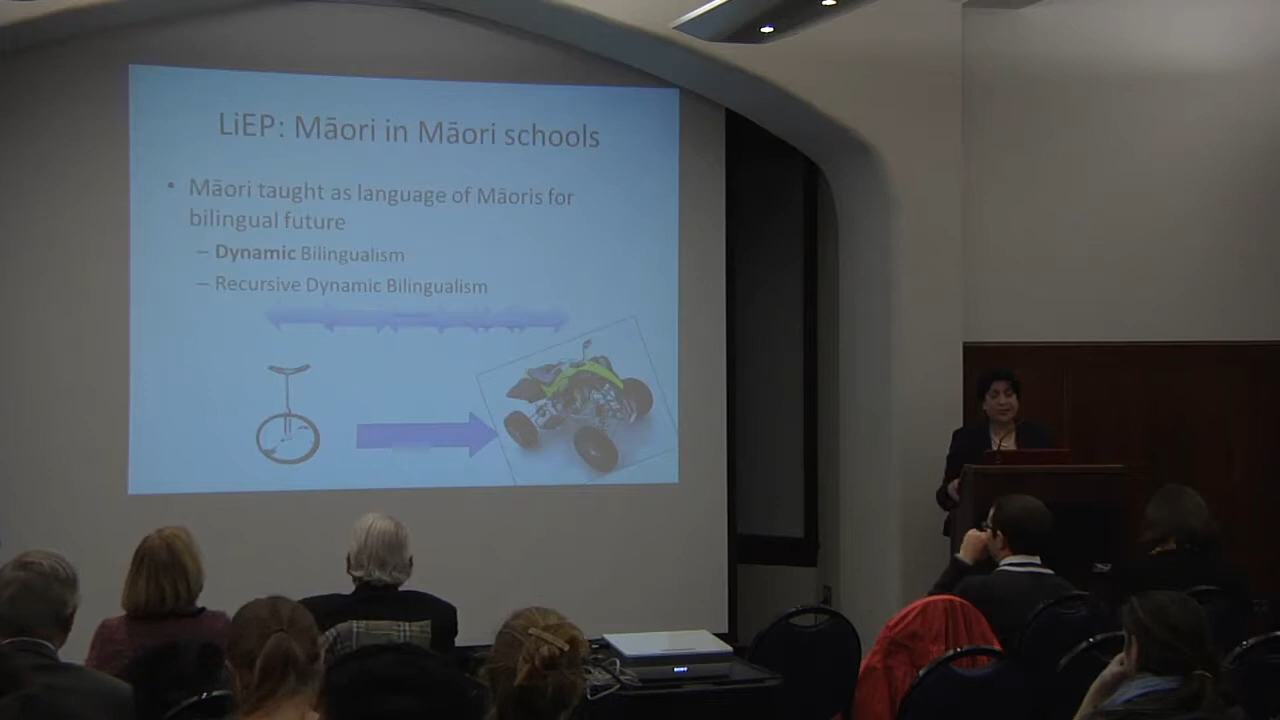 LiEP: Māori in Māori schools
• Māori taught as language of Māoris for
bilingual future
– Dynamic Bilingualism
– Recursive Dynamic Bilingualism
SONY